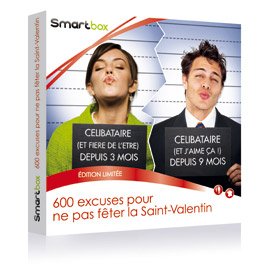 Smartbox
600 excuses pour ne pas fêter la Saint-Valentin
Smartbox
CELIBATAIRE
(ET FIERE DE L'ETRE)
DEPUIS 3 MOIS
CELIBATAIRE
(ET J'AIME ÇA !)
DEPUIS 9 MOIS
ÉDITION LIMITÉE
600 excuses pour
ne pas fêter la Saint-Valentin